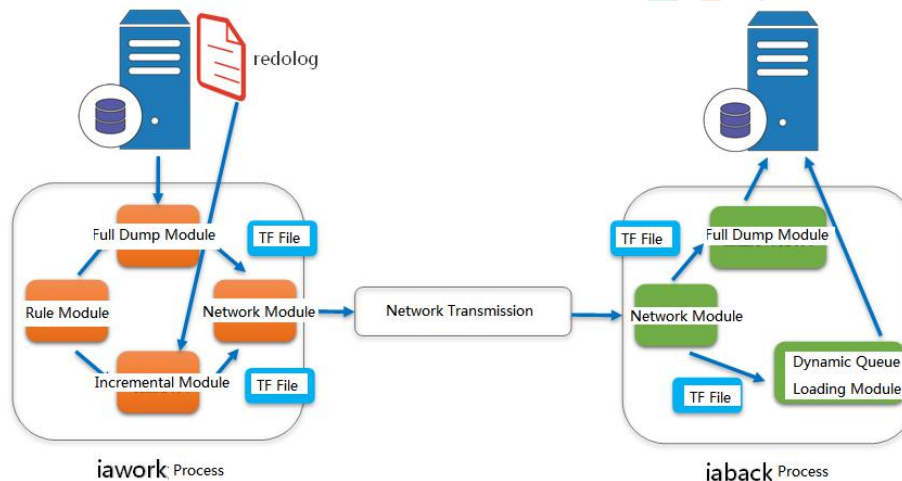 redolog
Full Dump Module
TF File
Rule Module
Network Module
Incremental Module
TF File
iawork Process
Network Transmission
TF File
Full Dump Module
Network Module
Dynamic Queue
Loading Module
TF File
iaback Process